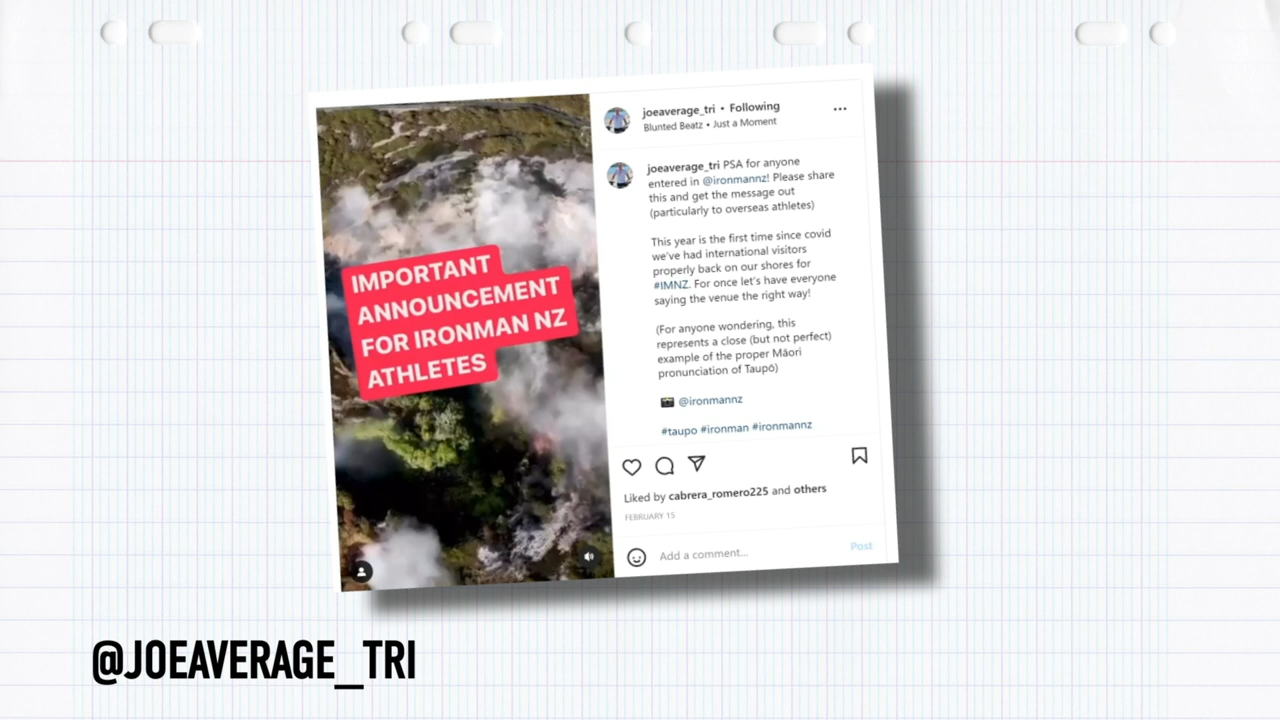 IMPORTANT
ANNOUNCEMENT
FOR IRONMAN NZ
ATHLETES
joeaverage_tri • Following
Blunted Beatz • Just a Moment
joeaverage_tri PSA for anyone
entered in @ironmannz! Please share
this and get the message out
(particularly to overseas athletes)
This year is the first time since covid
we've had international visitors
properly back on our shores for
#IMNZ. For once let's have everyone
saying the venue the right way!
(For anyone wondering, this
represents a close (but not perfect)
example of the proper Māori
pronunciation of Taupō)
@ironmannz
#taupo #ironman #ironmannz
Liked by cabrera_romero225 and others
FEBRUARY 15
Add a comment...
Post
@JOEAVERAGE_TRI